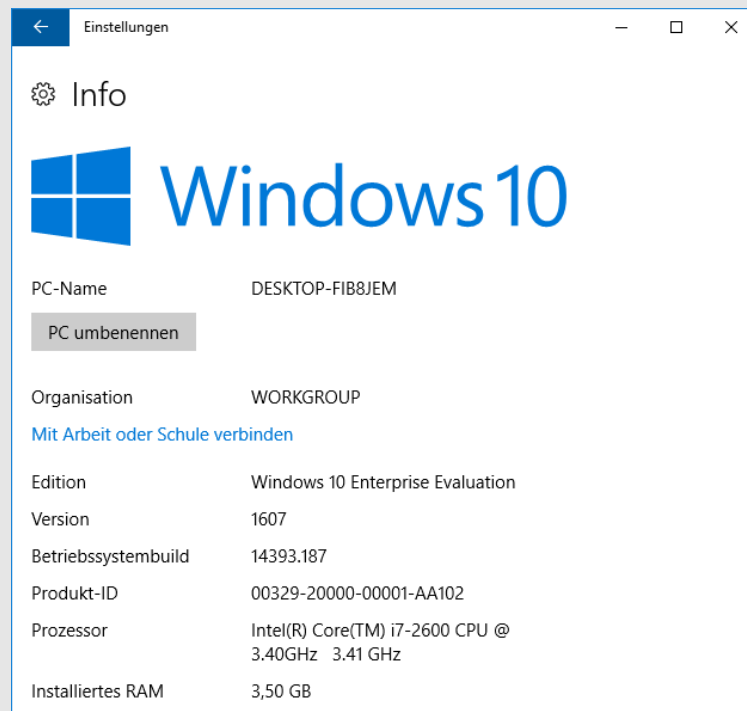 Einstellungen
Info
Windows 10
PC-Name DESKTOP-FIB8JEM
PC umbenennen
Organisation WORKGROUP
Mit Arbeit oder Schule verbinden
Edition Windows 10 Enterprise Evaluation
Version 1607
Betriebssystembuild 14393.187
Produkt-ID 00329-20000-00001-AA102
Prozessor Intel(R) Core(TM) i7-2600 CPU @
3.40GHz 3.41 GHz
Installiertes RAM 3,50 GB